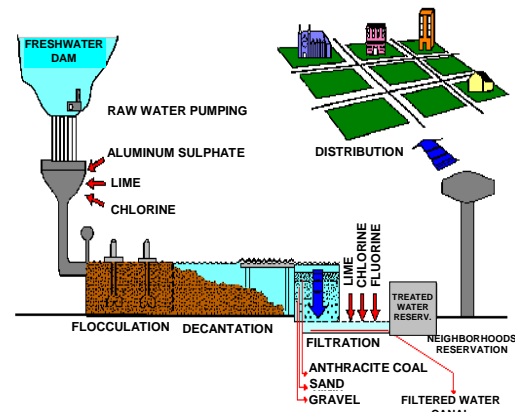 FRESHWATER
DAM
RAW WATER PUMPING
ALUMINUM SULPHATE
LIME
CHLORINE
DISTRIBUTION
LIME
CHLORINE
FLUORINE
TREATED
WATER
RESERV.
FLOCCULATION
DECANTATION
FILTRATION
NEIGHBORHOODS
RESERVATION
ANTHRACITE COAL
SAND
GRAVEL
FILTERED WATER
CANAL